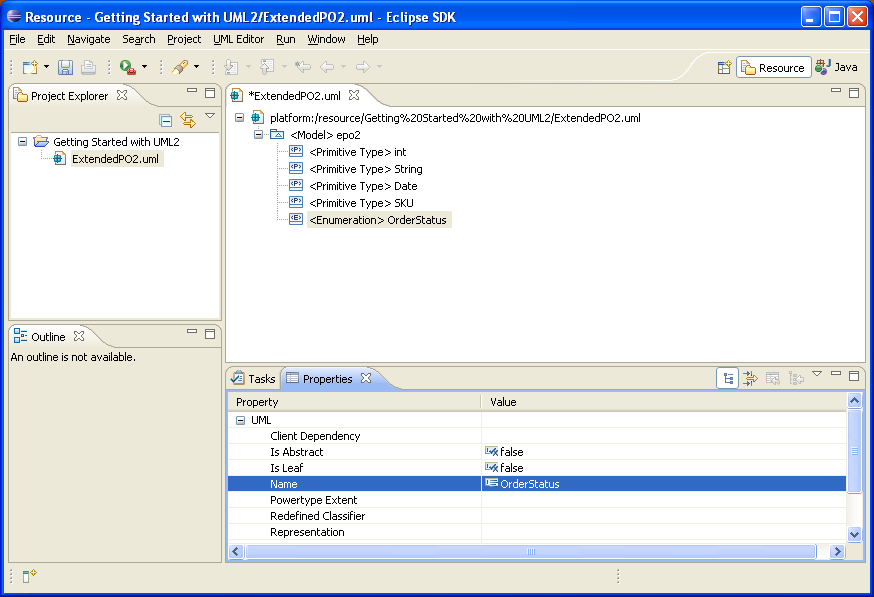 Resource - Getting Started with UML2/ExtendedPO2.uml - Eclipse SDK
File Edit Navigate Search Project UML Editor Run Window Help
Resource Java
Project Explorer
Getting Started with UML2
ExtendedPO2.uml
*ExtendedPO2.uml
platform:/resource/Getting%20Started%20with%20UML2/ExtendedPO2.uml
<Model> epo2
<Primitive Type> int
<Primitive Type> String
<Primitive Type> Date
<Primitive Type> SKU
<Enumeration> OrderStatus
Outline
An outline is not available.
Tasks Properties
Property Value
UML
Client Dependency
Is Abstract false
Is Leaf false
Name OrderStatus
Powertype Extent
Redefined Classifier
Representation